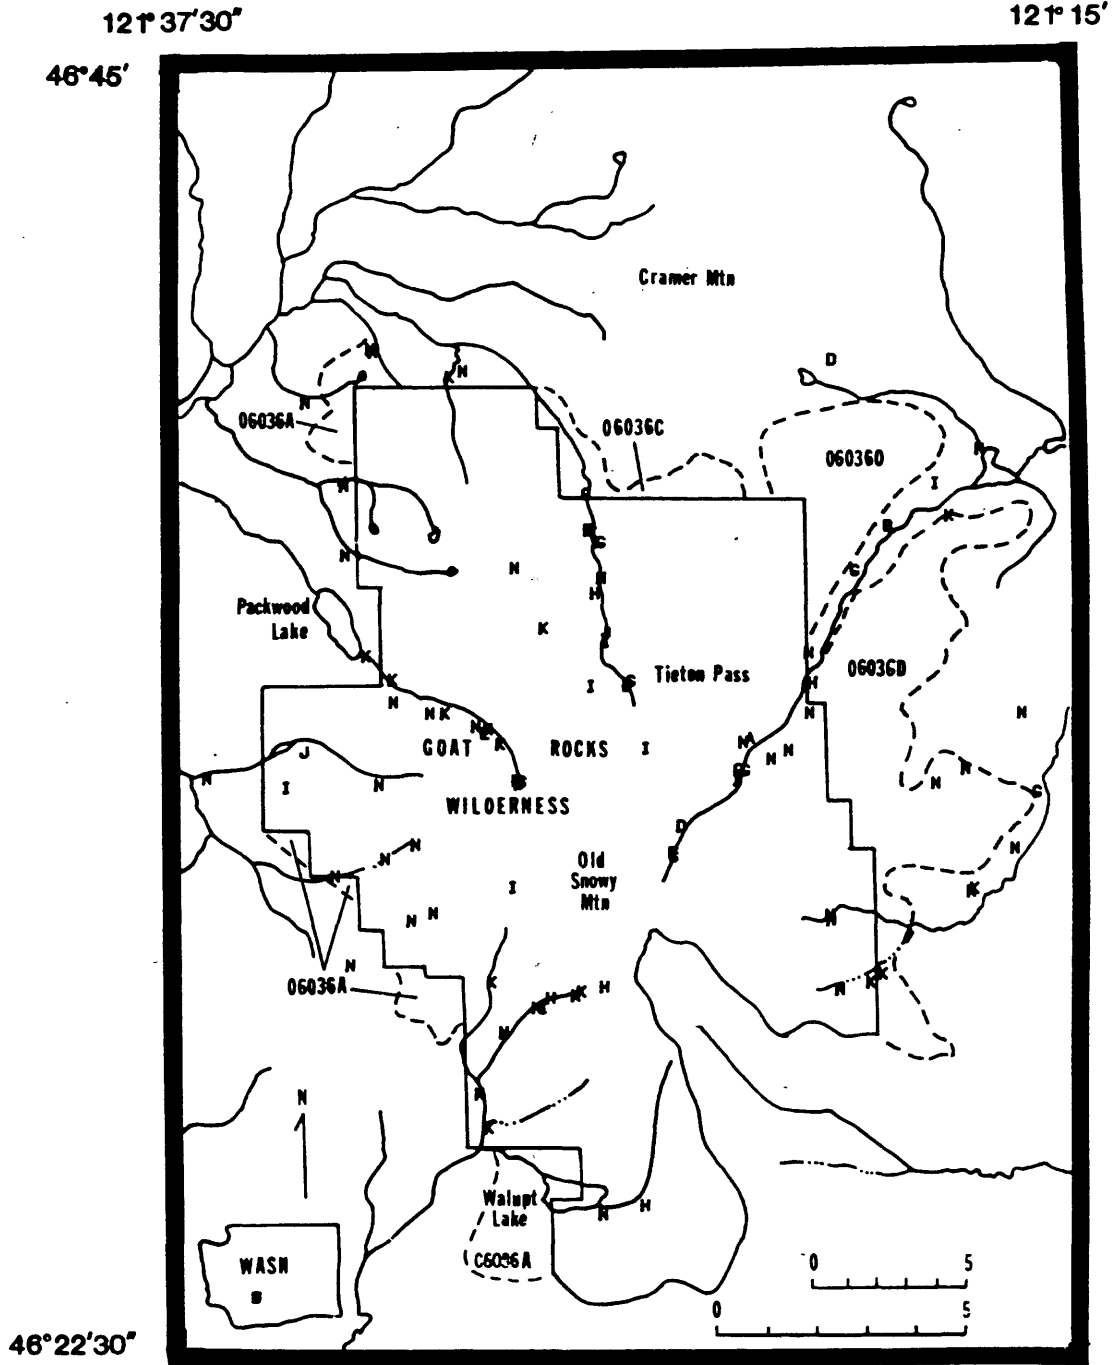 121° 37'30"
121° 15'
46°45'
Cramer Mtn
D
N
K N
N
06036A
06036C
06036D
I
N
K
N
G
G
N
N
H
K
Packwood
Lake
K
K
H
I
Tieton Pass
06036D
H
N
N K
N
N
N
K
N A
N
N
GOAT ROCKS
I
J
N
I
N
N
N
G
WILDERNESS
D
N
N
Old
Snowy
Mtn
I
N
N
N
K
N
N
N
06036A
K
H
K H
N
N
K
N
K
Walupt
Lake
H
N
C6036A
WASH
S
0 5
0 5
46°22'30"